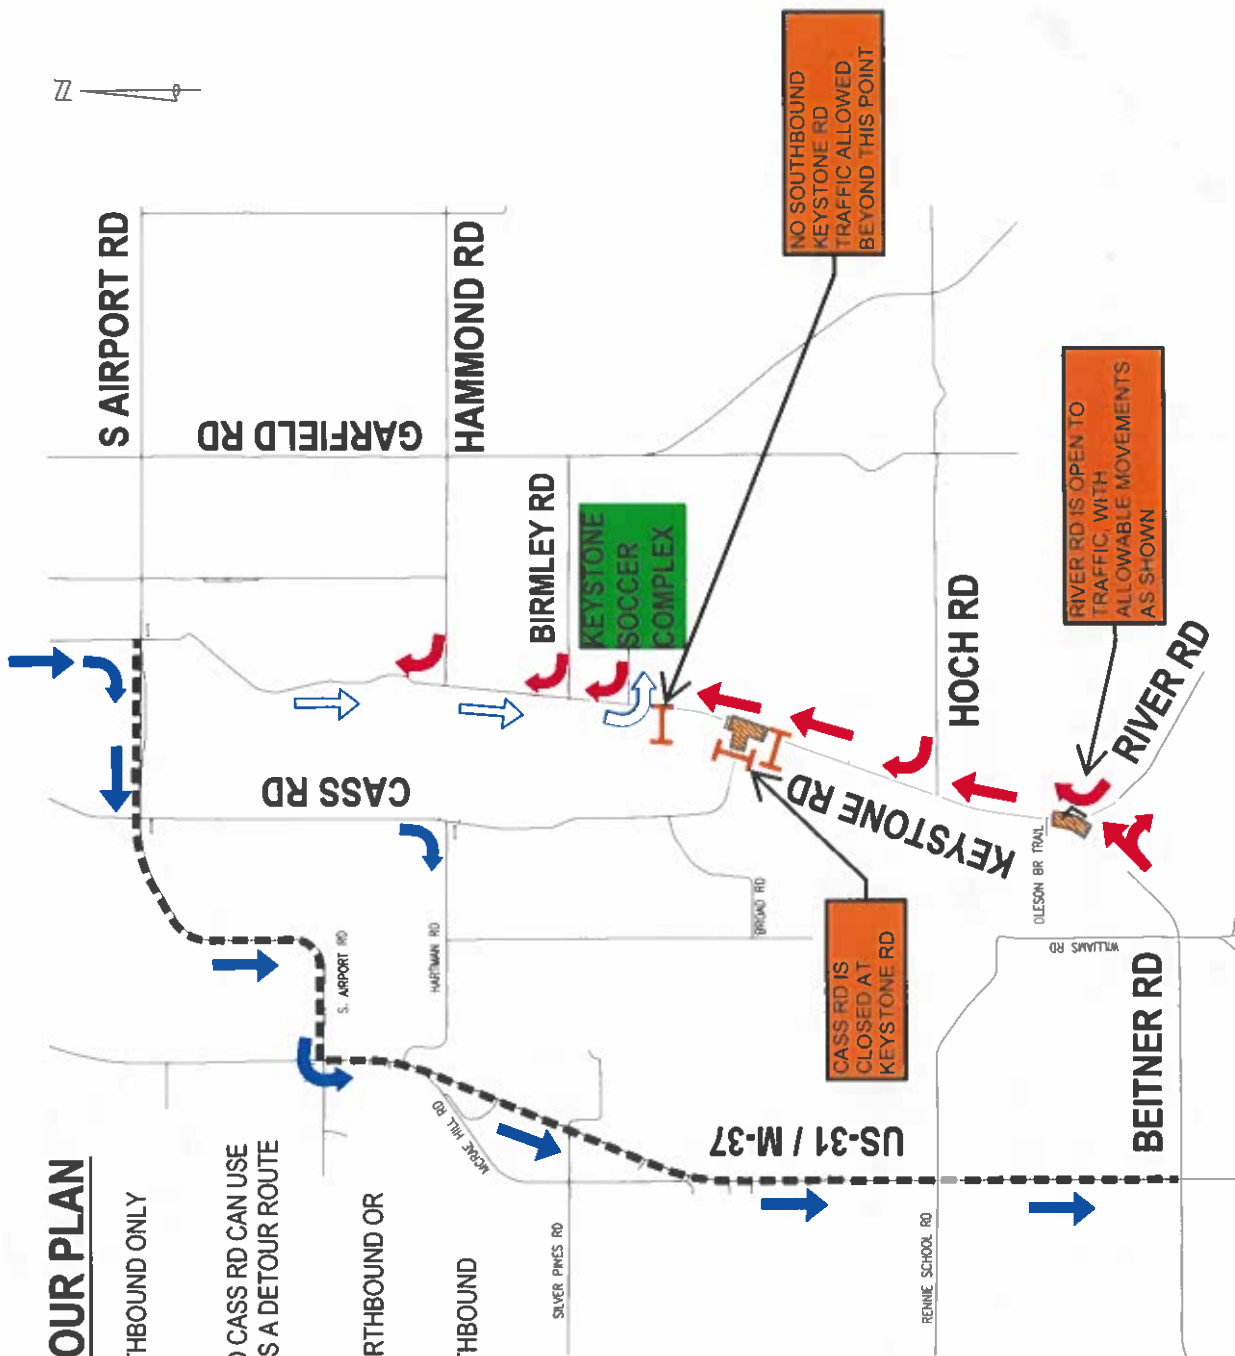 OUR PLAN
THBOUND ONLY
CASS RD CAN USE
S A DETOUR ROUTE
RTHBOUND OR
THBOUND
N
S AIRPORT RD
GARFIELD RD
HAMMOND RD
BIRMLEY RD
KEYSTONE
SOCCER
COMPLEX
NO SOUTHBOUND
KEYSTONE RD
TRAFFIC ALLOWED
BEYOND THIS POINT
CASS RD
S. AIRPORT RD
HARTMAN RD
MCRAE HILL RD
SILVER PINES RD
BROAD RD
US-31 / M-37
CASS RD IS
CLOSED AT
KEYSTONE RD
KEYSTONE RD
HOCH RD
RIVER RD IS OPEN TO
TRAFFIC, WITH
ALLOWABLE MOVEMENTS
AS SHOWN
RIVER RD
OLESON BR TRAIL
WILLIAMS RD
RENNIE SCHOOL RD
BEITNER RD